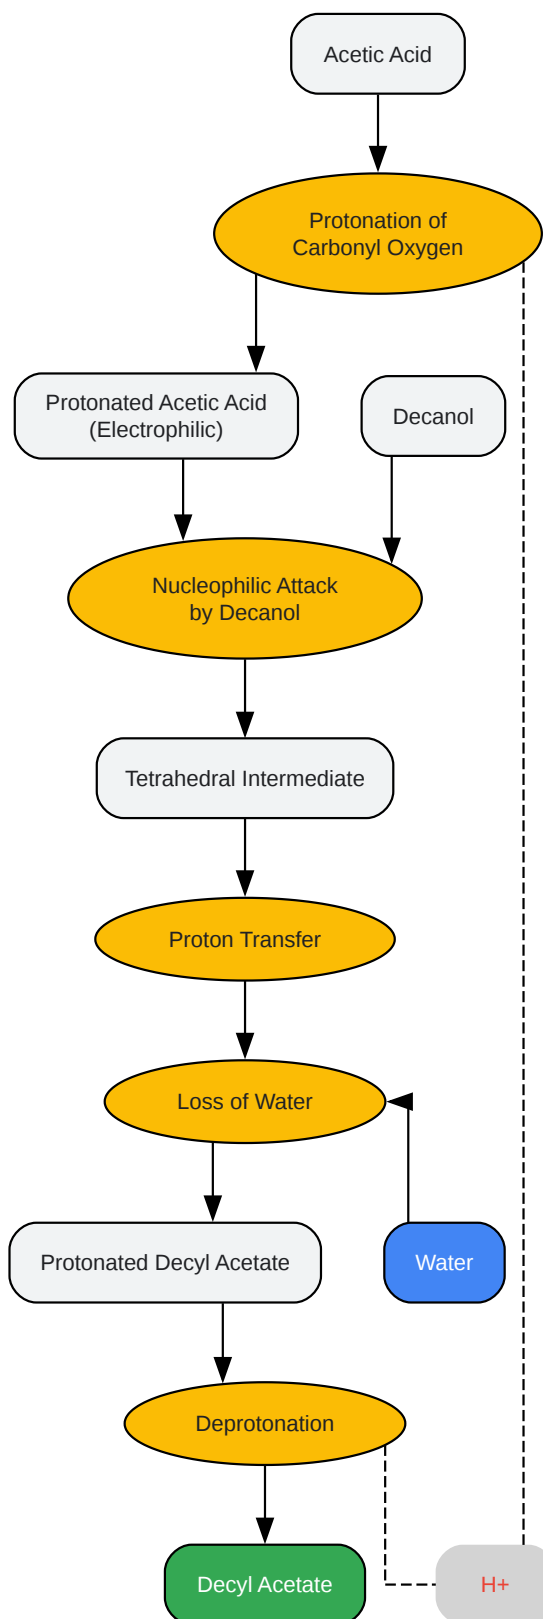 Acetic Acid
Protonation of
Carbonyl Oxygen
Protonated Acetic Acid
(Electrophilic)
Decanol
Nucleophilic Attack
by Decanol
Tetrahedral Intermediate
Proton Transfer
Loss of Water
Protonated Decyl Acetate
Water
Deprotonation
Decyl Acetate
H+